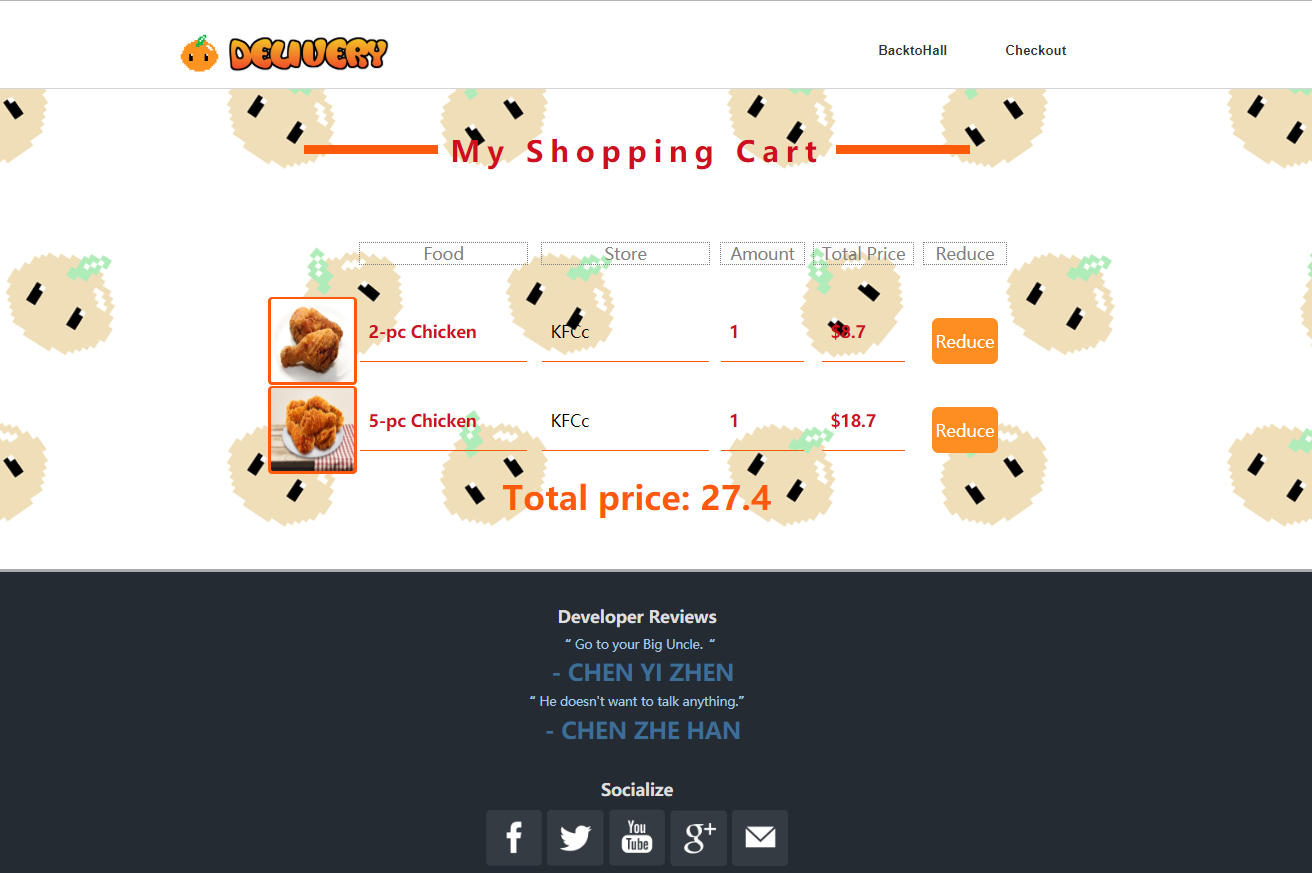 DELIVERY
BacktoHall Checkout
My Shopping Cart
Food Store Amount Total Price Reduce
2-pc Chicken KFCc 1 $8.7 Reduce
5-pc Chicken KFCc 1 $18.7 Reduce
Total price: 27.4
Developer Reviews
“ Go to your Big Uncle. “
- CHEN YI ZHEN
“ He doesn't want to talk anything.”
- CHEN ZHE HAN
Socialize
f You Tube g+